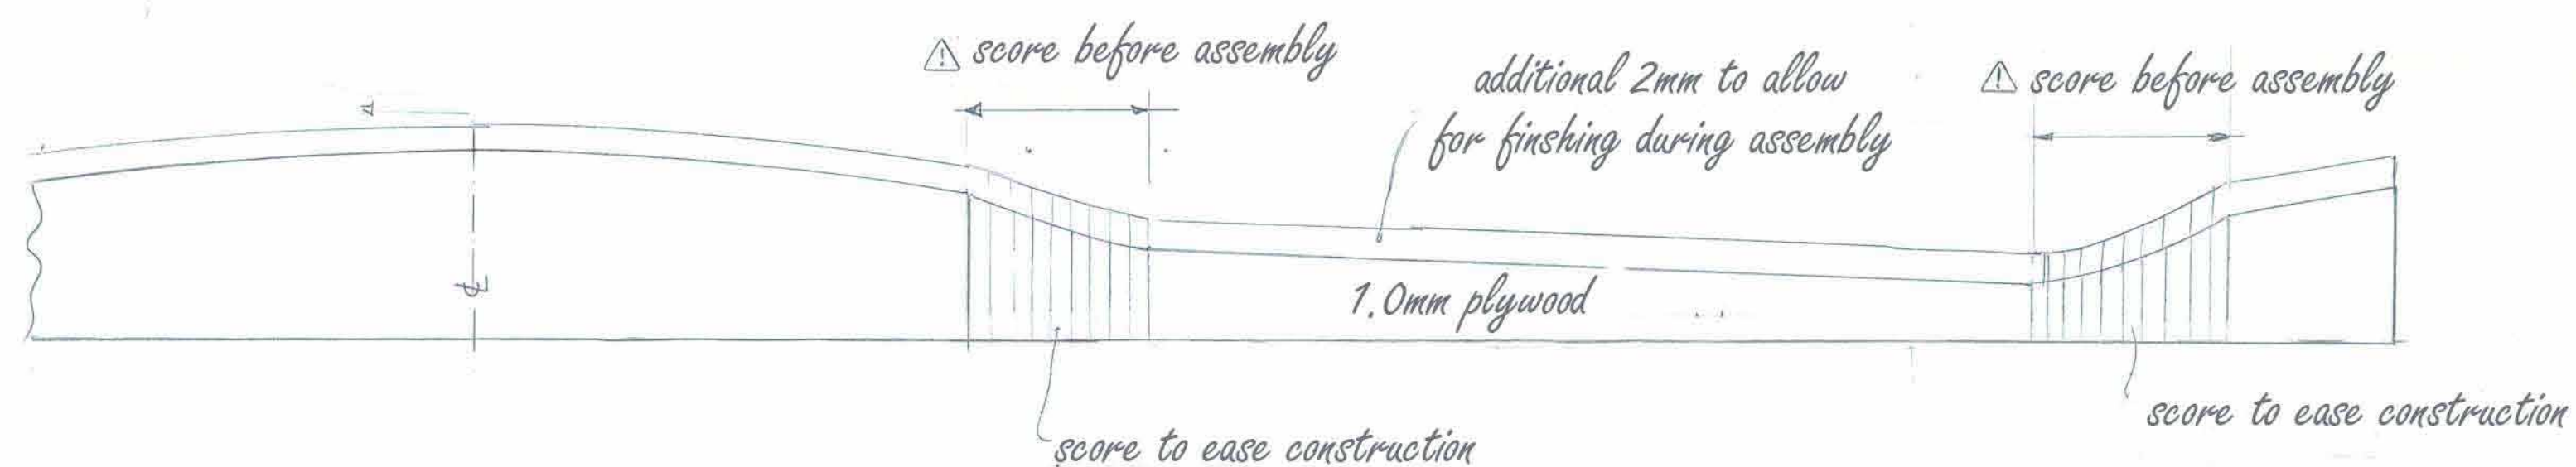 ⚠ score before assembly
additional 2mm to allow
for finshing during assembly
⚠ score before assembly
℄
1.0mm plywood
score to ease construction
score to ease construction